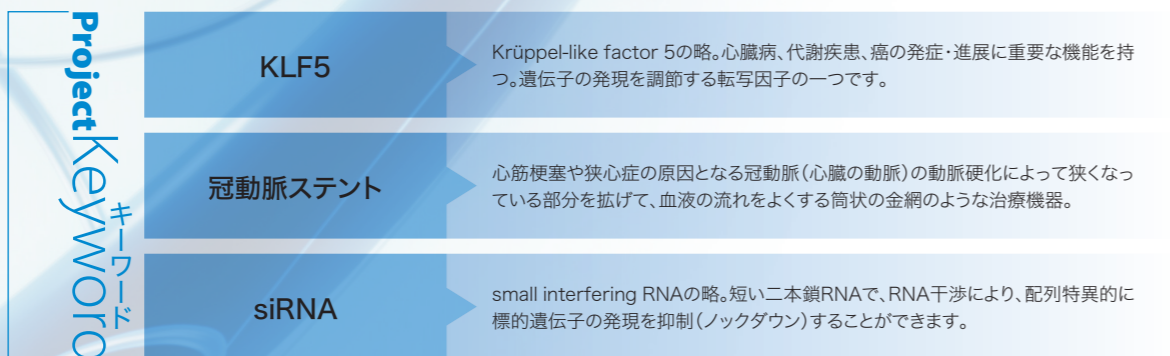 Project Keyword
キーワード
KLF5
Krüppel-like factor 5の略。心臓病、代謝疾患、癌の発症・進展に重要な機能を持
つ。遺伝子の発現を調節する転写因子の一つです。
冠動脈ステント
心筋梗塞や狭心症の原因となる冠動脈（心臓の動脈）の動脈硬化によって狭くなっ
ている部分を拡げて、血液の流れをよくする筒状の金網のような治療機器。
siRNA
small interfering RNAの略。短い二本鎖RNAで、RNA干渉により、配列特異的に
標的遺伝子の発現を抑制（ノックダウン）することができます。